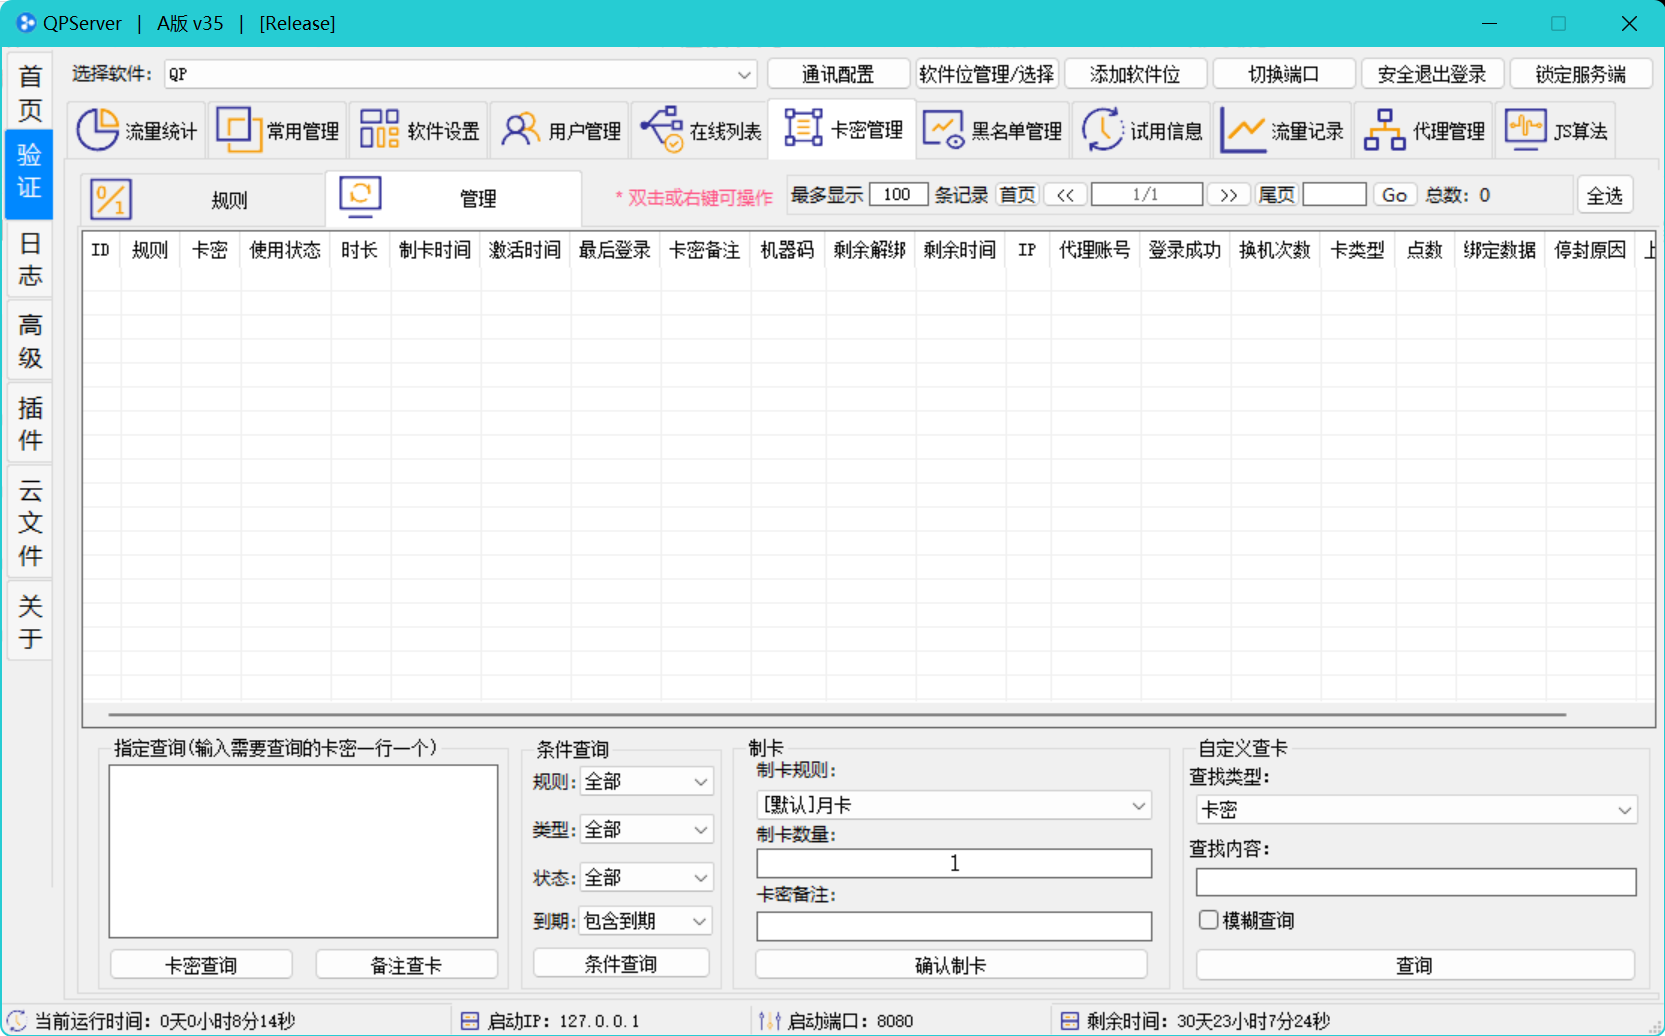 QPServer | A版 v35 | [Release]
首页
验证
日志
高级
插件
云文件
关于
选择软件: QP 通讯配置 软件位管理/选择 添加软件位 切换端口 安全退出登录 锁定服务端
流量统计 常用管理 软件设置 用户管理 在线列表 卡密管理 黑名单管理 试用信息 流量记录 代理管理 JS算法
0/1 规则 管理 * 双击或右键可操作 最多显示 100 条记录 首页 << 1/1 >> 尾页 Go 总数: 0 全选
ID 规则 卡密 使用状态 时长 制卡时间 激活时间 最后登录 卡密备注 机器码 剩余解绑 剩余时间 IP 代理账号 登录成功 换机次数 卡类型 点数 绑定数据 停封原因
指定查询(输入需要查询的卡密一行一个)
卡密查询 备注查卡
条件查询
规则: 全部
类型: 全部
状态: 全部
到期: 包含到期
条件查询
制卡
制卡规则:
[默认]月卡
制卡数量:
1
卡密备注:
确认制卡
自定义查卡
查找类型:
卡密
查找内容:
模糊查询
查询
当前运行时间: 0天0小时8分14秒 启动IP: 127.0.0.1 启动端口: 8080 剩余时间: 30天23小时7分24秒